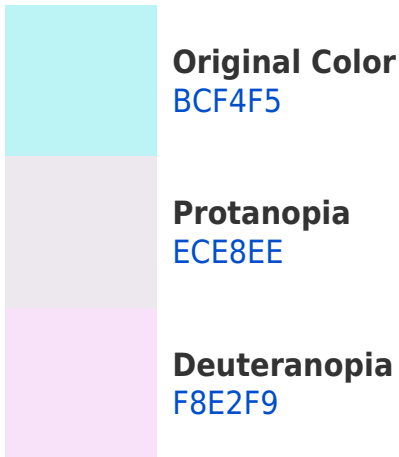 Original Color
BCF4F5
Protanopia
ECE8EE
Deuteranopia
F8E2F9